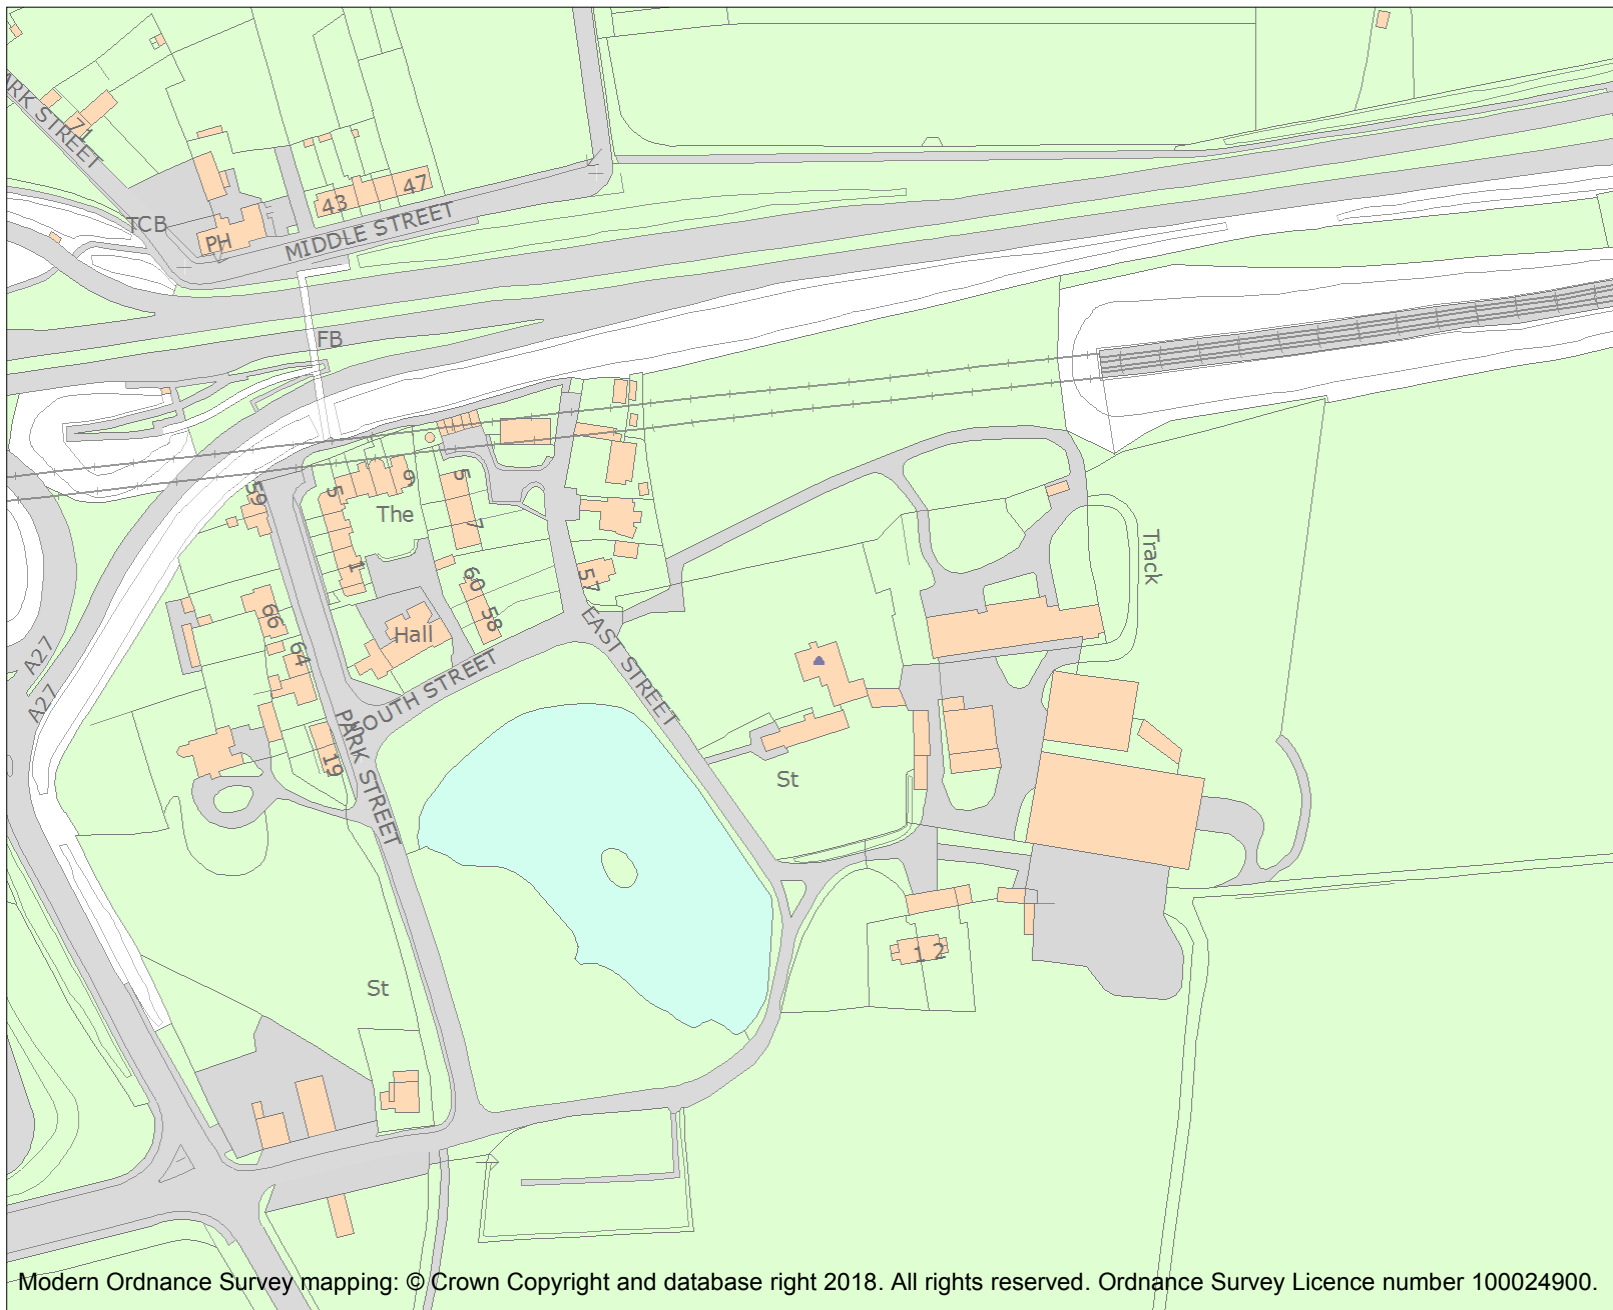 ARK STREET
71
TCB
PH
43
47
MIDDLE STREET
FB
59
5
9
The
1
5
7
60
58
57
66
64
Hall
SOUTH STREET
EAST STREET
Track
A27
A27
PARK STREET
19
St
St
1 2
Modern Ordnance Survey mapping: © Crown Copyright and database right 2018. All rights reserved. Ordnance Survey Licence number 100024900.